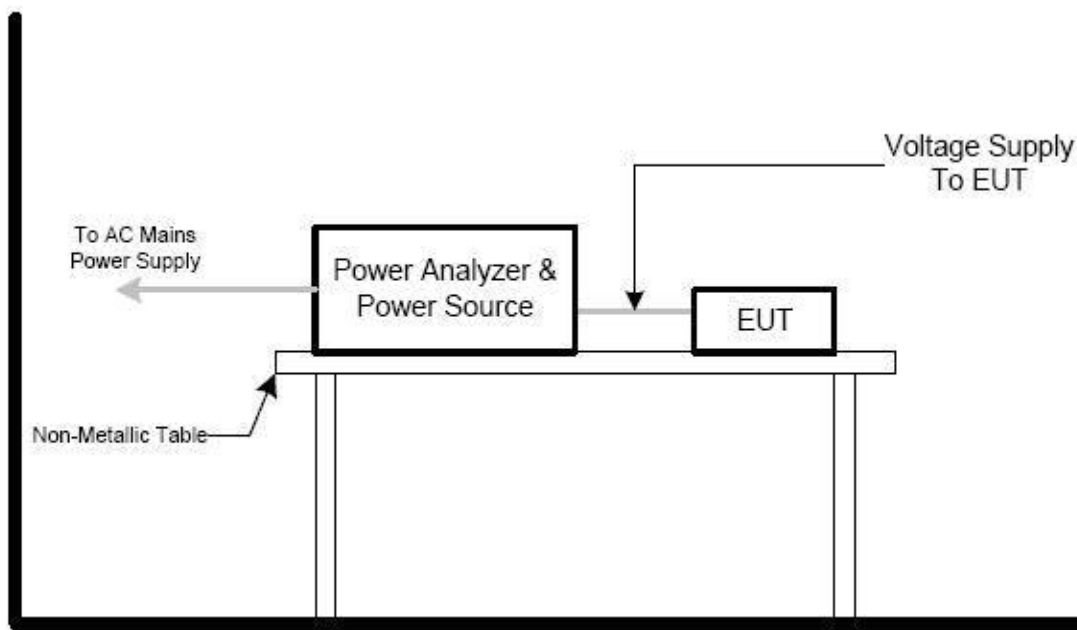 Voltage Supply
To EUT
To AC Mains
Power Supply
Power Analyzer &
Power Source
EUT
Non-Metallic Table